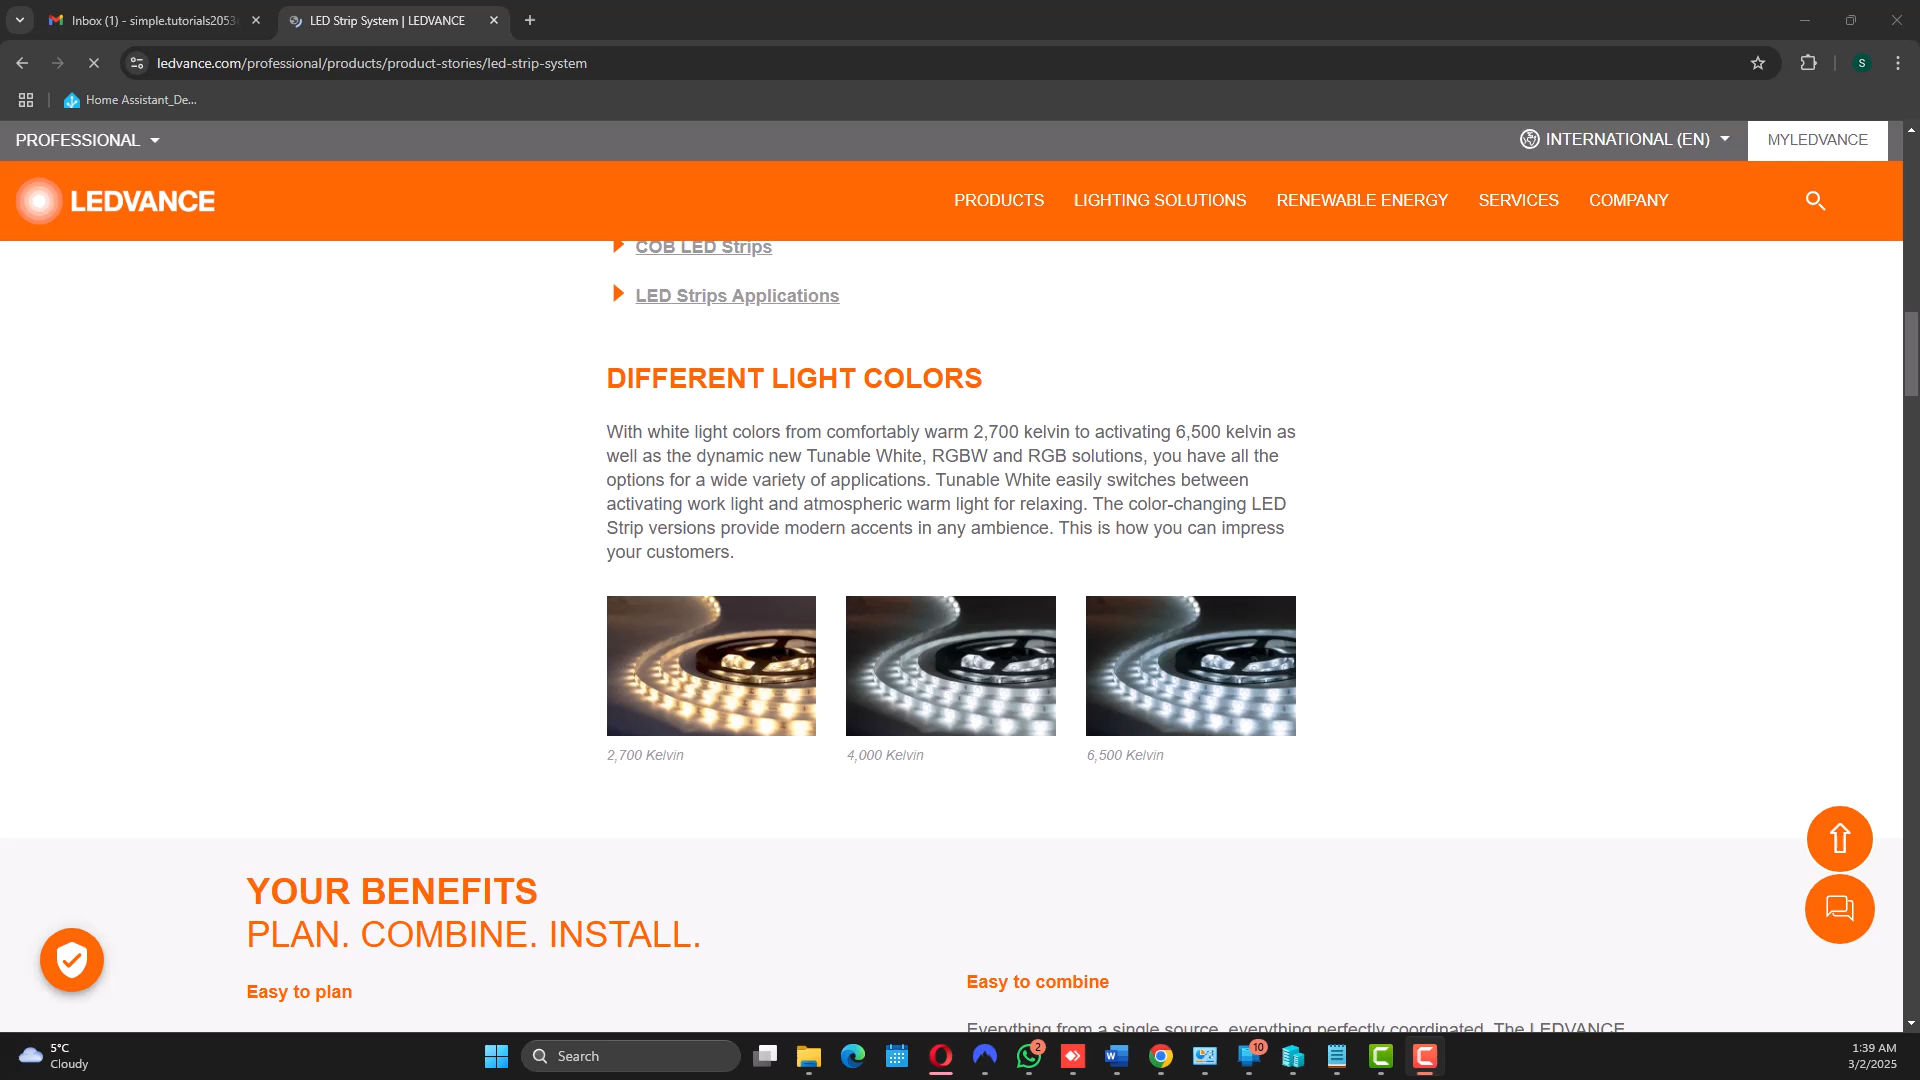 Inbox (1) - simple.tutorials2053
LED Strip System | LEDVANCE
ledvance.com/professional/products/product-stories/led-strip-system
S
Home Assistant_De...
PROFESSIONAL
INTERNATIONAL (EN)
MYLEDVANCE
LEDVANCE
PRODUCTS
LIGHTING SOLUTIONS
RENEWABLE ENERGY
SERVICES
COMPANY
COB LED Strips
LED Strips Applications
DIFFERENT LIGHT COLORS
With white light colors from comfortably warm 2,700 kelvin to activating 6,500 kelvin as
well as the dynamic new Tunable White, RGBW and RGB solutions, you have all the
options for a wide variety of applications. Tunable White easily switches between
activating work light and atmospheric warm light for relaxing. The color-changing LED
Strip versions provide modern accents in any ambience. This is how you can impress
your customers.
2,700 Kelvin
4,000 Kelvin
6,500 Kelvin
YOUR BENEFITS
PLAN. COMBINE. INSTALL.
Easy to plan
Easy to combine
Everything from a single source, everything perfectly coordinated. The LEDVANCE
5°C
Cloudy
Search
2
10
1:39 AM
3/2/2025